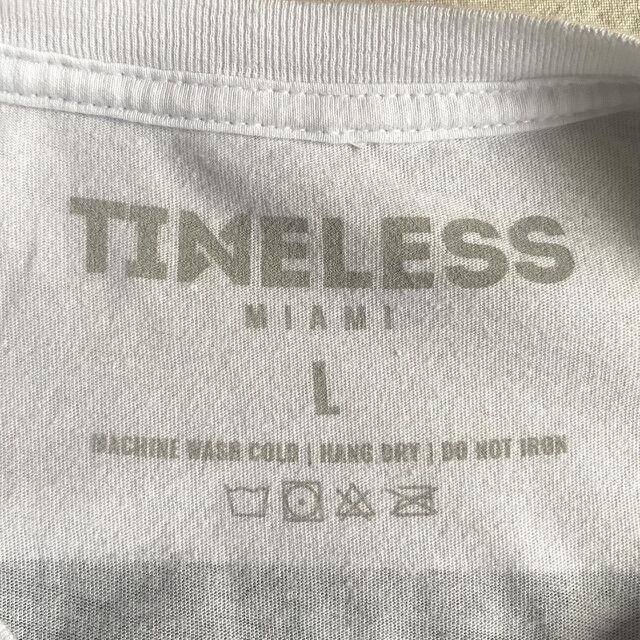 TIMELESS
MIAMI
L
MACHINE WASH COLD | HANG DRY | DO NOT IRON